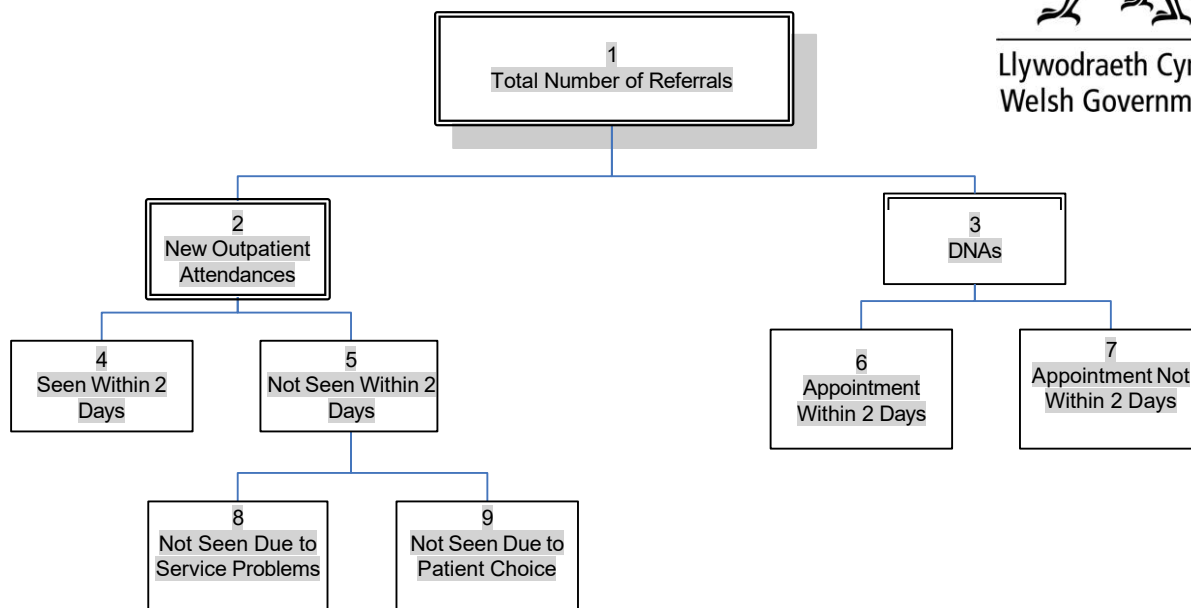 1
Total Number of Referrals
Llywodraeth
Welsh
2
New Outpatient
Attendances
3
DNAs
4
Seen Within 2
Days
5
Not Seen Within 2
Days
6
Appointment
Within 2 Days
7
Appointment Not
Within 2 Days
8
Not Seen Due to
Service Problems
9
Not Seen Due to
Patient Choice